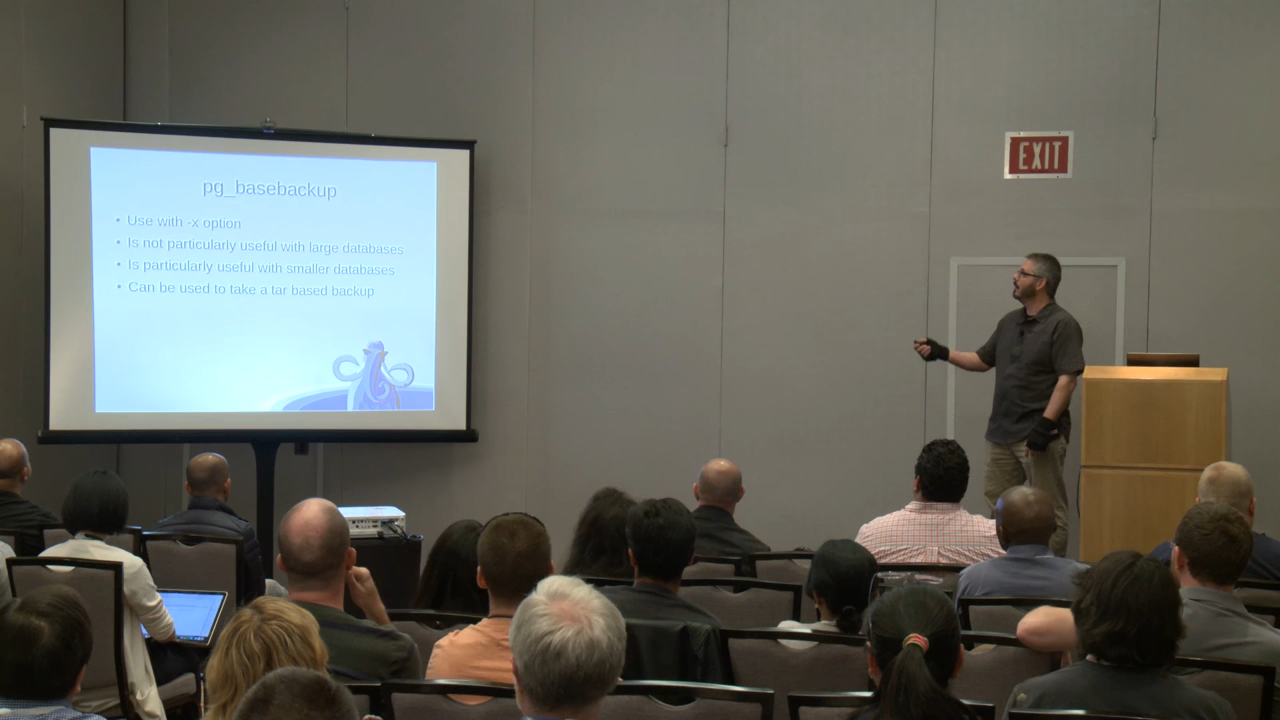 pg_basebackup
• Use with -x option
• Is not particularly useful with large databases
• Is particularly useful with smaller databases
• Can be used to take a tar based backup
EXIT